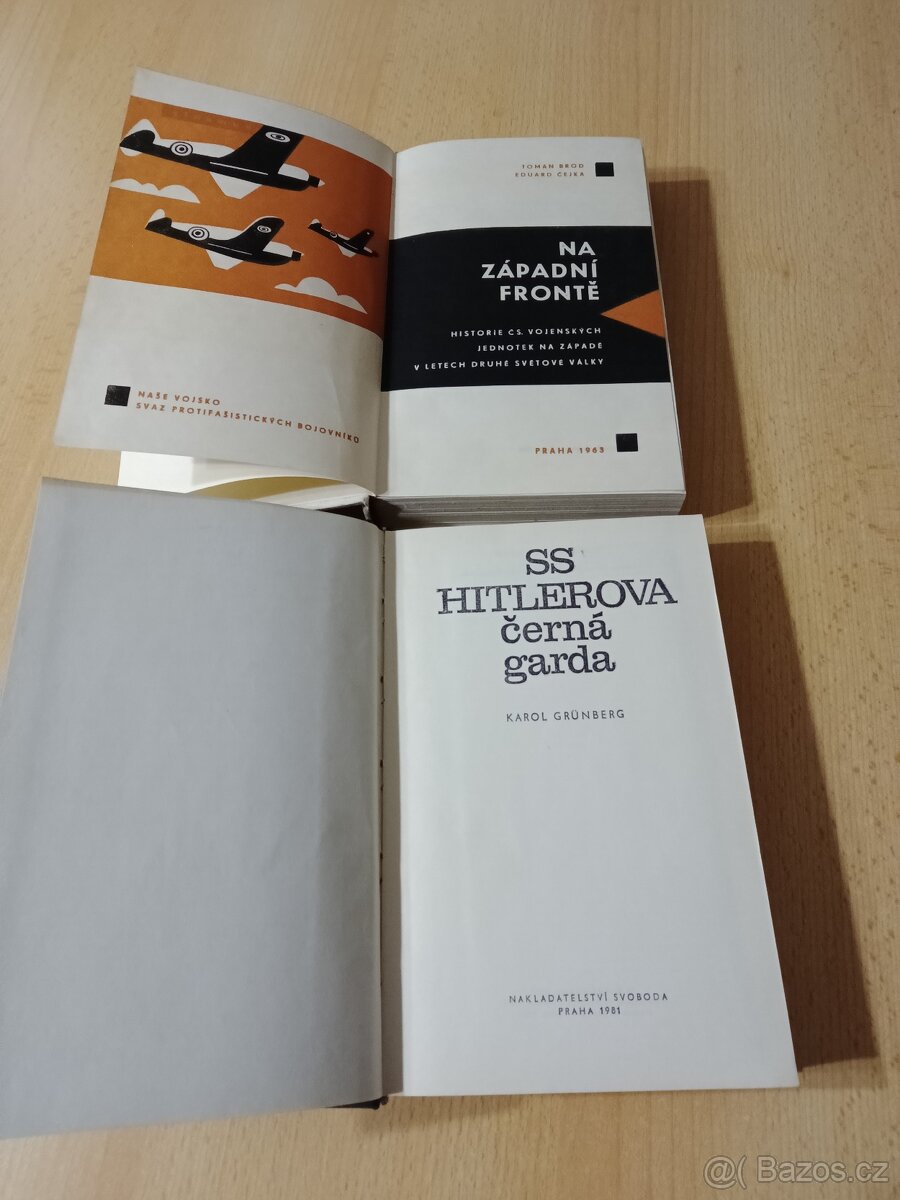 TOMAN BROD
EDUARD ČEJKA
NA
ZÁPADNÍ
FRONTĚ
HISTORIE ČS. VOJENSKÝCH
JEDNOTEK NA ZÁPADĚ
V LETECH DRUHÉ SVĚTOVÉ VÁLKY
NAŠE VOJSKO
SVAZ PROTIFAŠISTICKÝCH BOJOVNÍKŮ
PRAHA 1963
SS
HITLEROVA
černá
garda
KAROL GRÜNBERG
NAKLADATELSTVÍ SVOBODA
PRAHA 1981
@( Bazos.cz